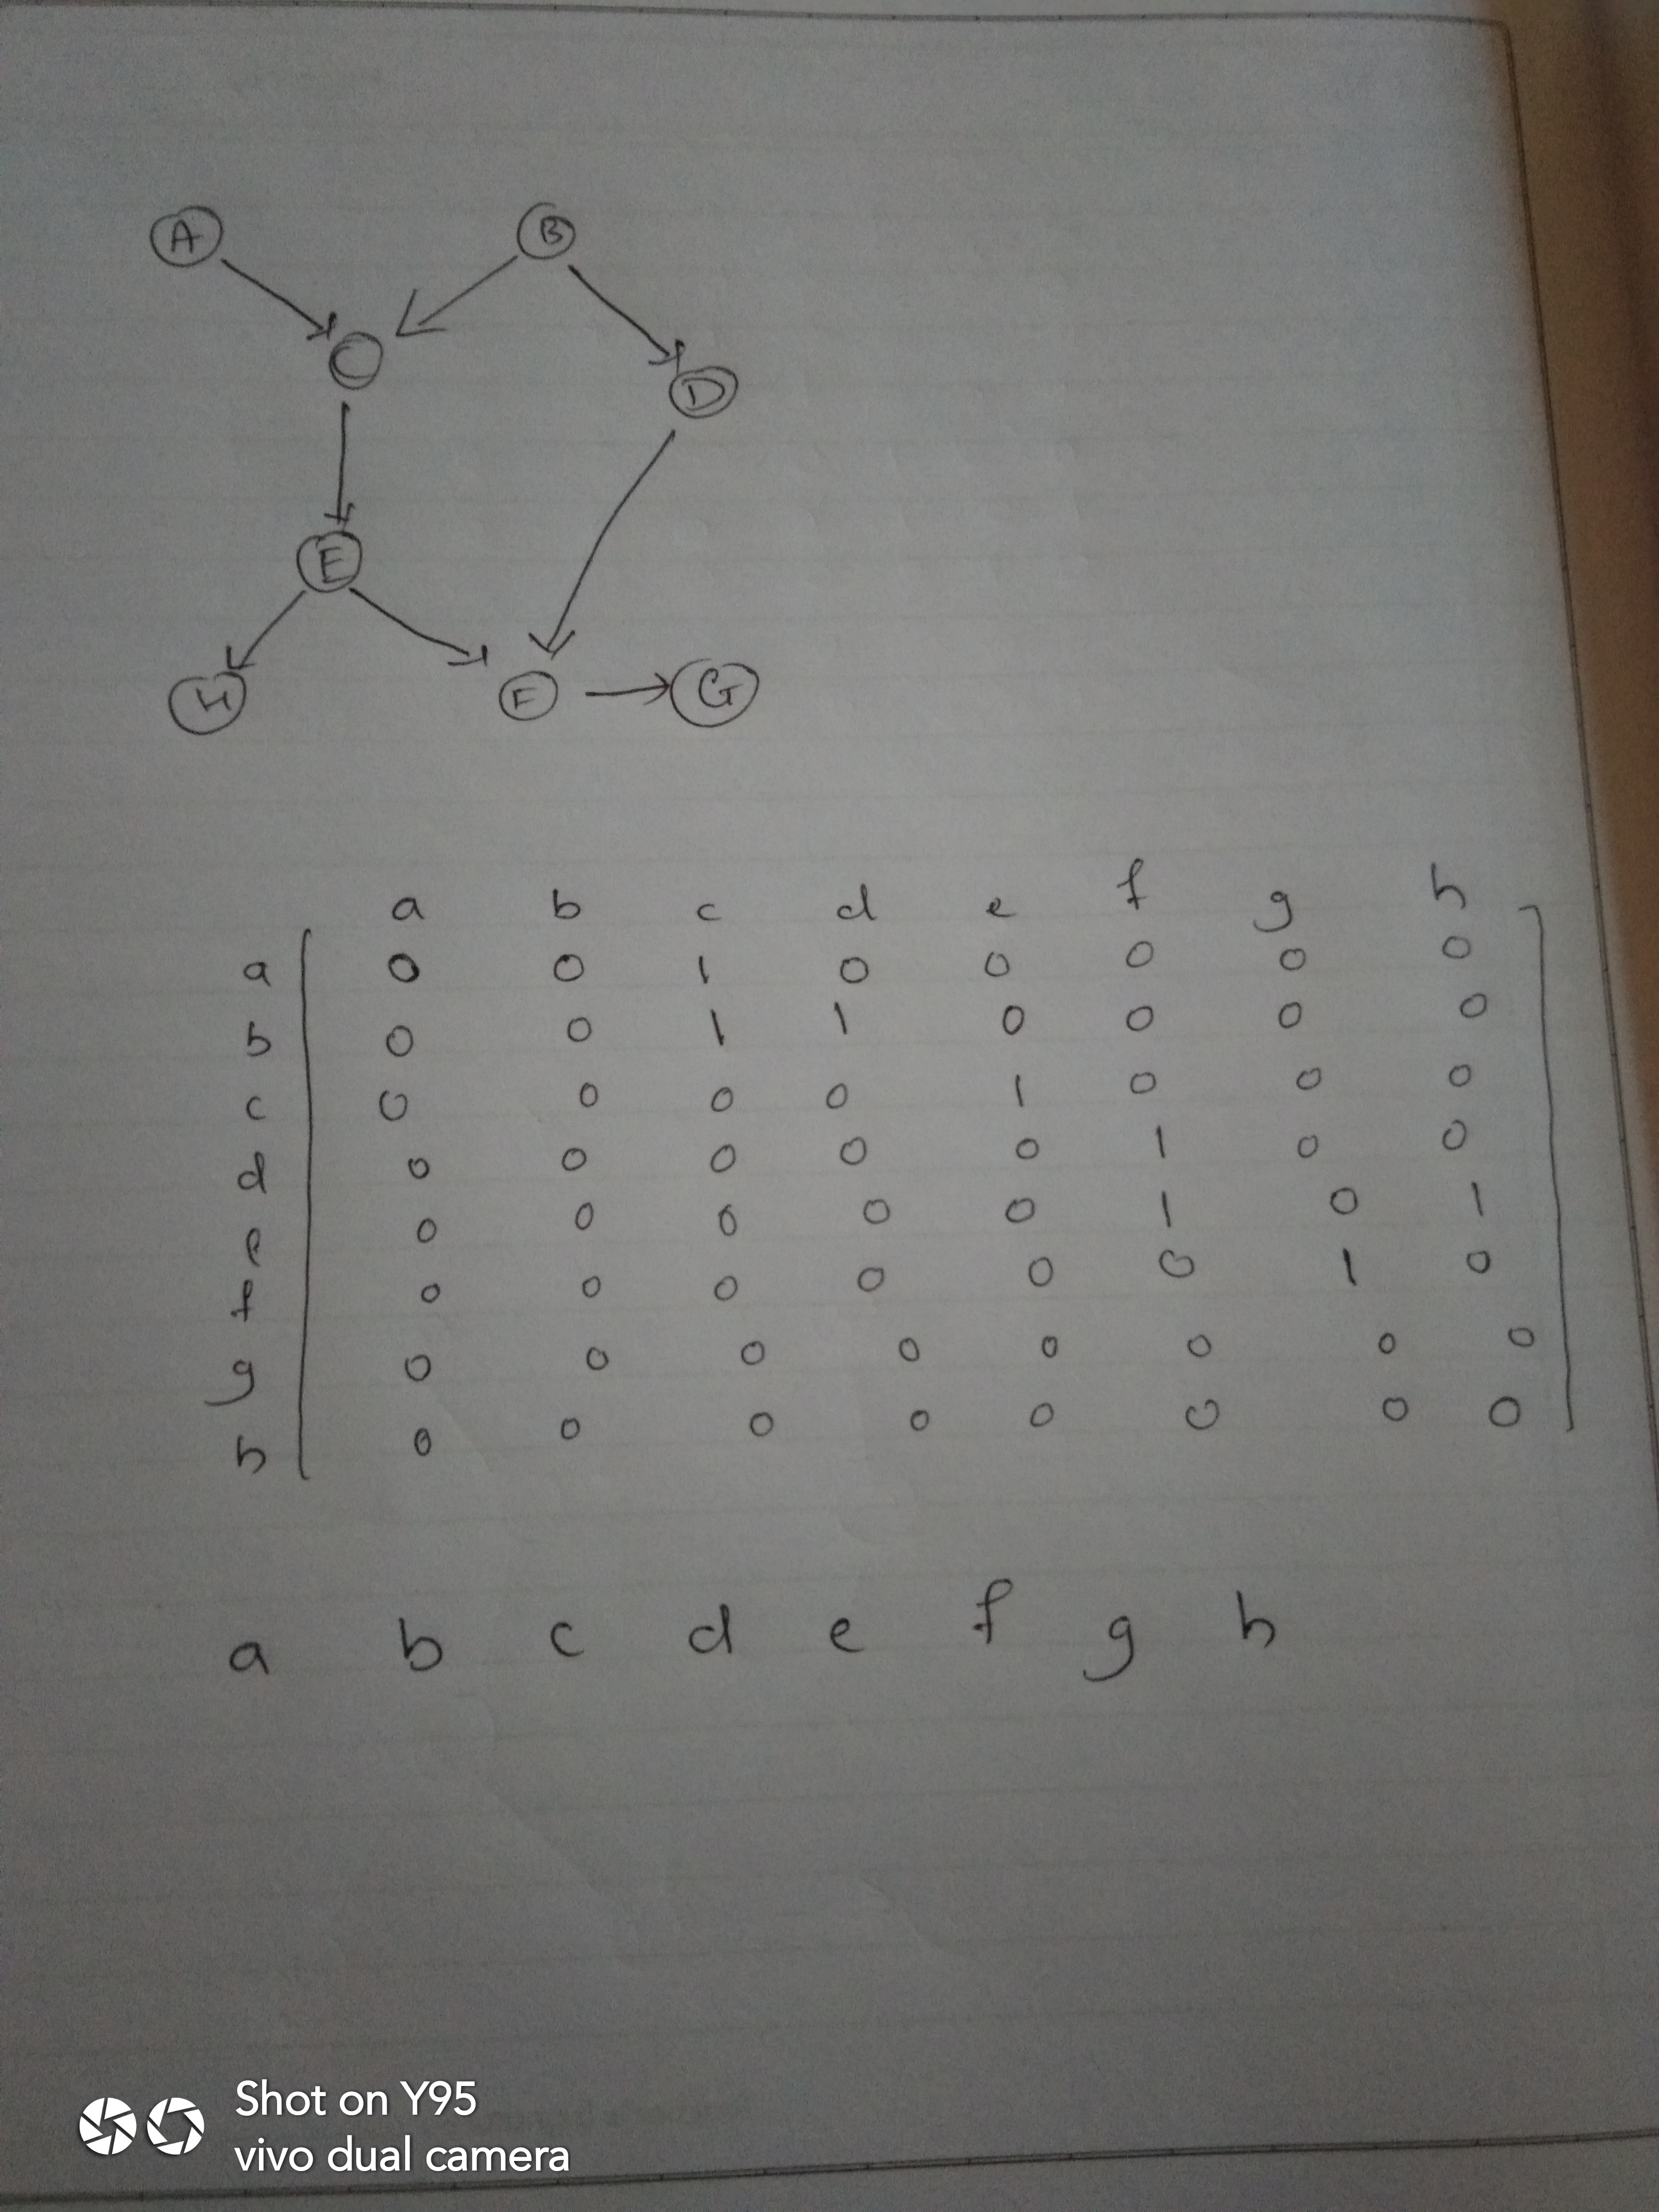 A B
C
D
E
H F G
a b c d e f g h
a 0 0 1 0 0 0 0 0
b 0 0 1 1 0 0 0 0
c 0 0 0 0 1 0 0 0
d 0 0 0 0 0 1 0 0
e 0 0 0 0 0 1 0 1
f 0 0 0 0 0 0 1 0
g 0 0 0 0 0 0 0 0
h 0 0 0 0 0 0 0 0
a b c d e f g h
Shot on Y95
vivo dual camera